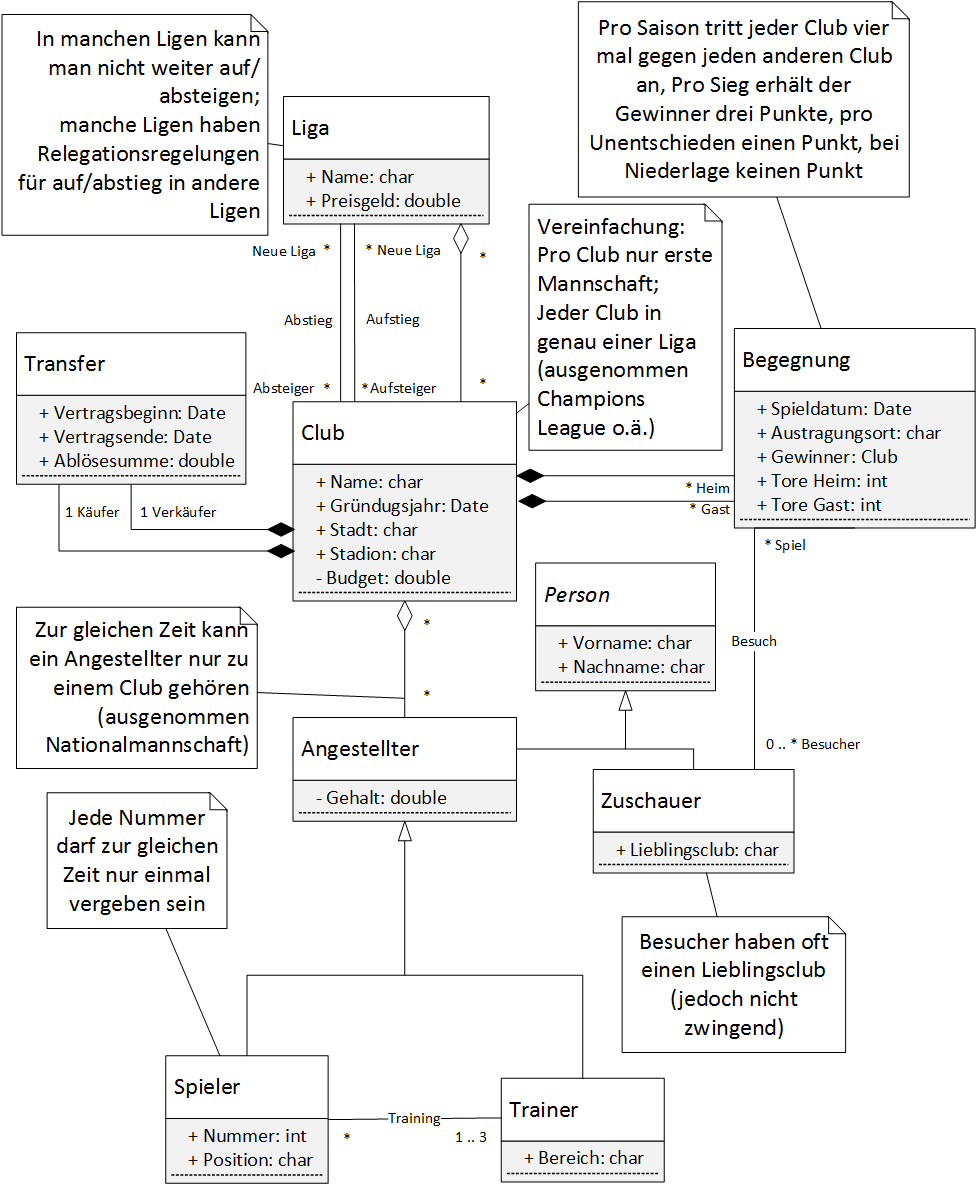 In manchen Ligen kann
man nicht weiter auf/
absteigen;
manche Ligen haben
Relegationsregelungen
für auf/abstieg in andere
Ligen
Pro Saison tritt jeder Club vier
mal gegen jeden anderen Club
an, Pro Sieg erhält der
Gewinner drei Punkte, pro
Unentschieden einen Punkt, bei
Niederlage keinen Punkt
Liga
+ Name: char
+ Preisgeld: double
Vereinfachung:
Pro Club nur erste
Mannschaft;
Jeder Club in
genau einer Liga
(ausgenommen
Champions
League o.ä.)
Neue Liga *
* Neue Liga
*
Abstieg
Aufstieg
Absteiger *
* Aufsteiger
*
Transfer
+ Vertragsbeginn: Date
+ Vertragsende: Date
+ Ablösesumme: double
1 Käufer
1 Verkäufer
Club
+ Name: char
+ Gründugsjahr: Date
+ Stadt: char
+ Stadion: char
- Budget: double
Begegnung
+ Spieldatum: Date
+ Austragungsort: char
+ Gewinner: Club
+ Tore Heim: int
+ Tore Gast: int
* Heim
* Gast
* Spiel
Besuch
0 .. * Besucher
Person
+ Vorname: char
+ Nachname: char
Zur gleichen Zeit kann
ein Angestellter nur zu
einem Club gehören
(ausgenommen
Nationalmannschaft)
*
*
Angestellter
- Gehalt: double
Zuschauer
+ Lieblingsclub: char
Jede Nummer
darf zur gleichen
Zeit nur einmal
vergeben sein
Besucher haben oft
einen Lieblingsclub
(jedoch nicht
zwingend)
Spieler
+ Nummer: int
+ Position: char
Training
*
1 .. 3
Trainer
+ Bereich: char